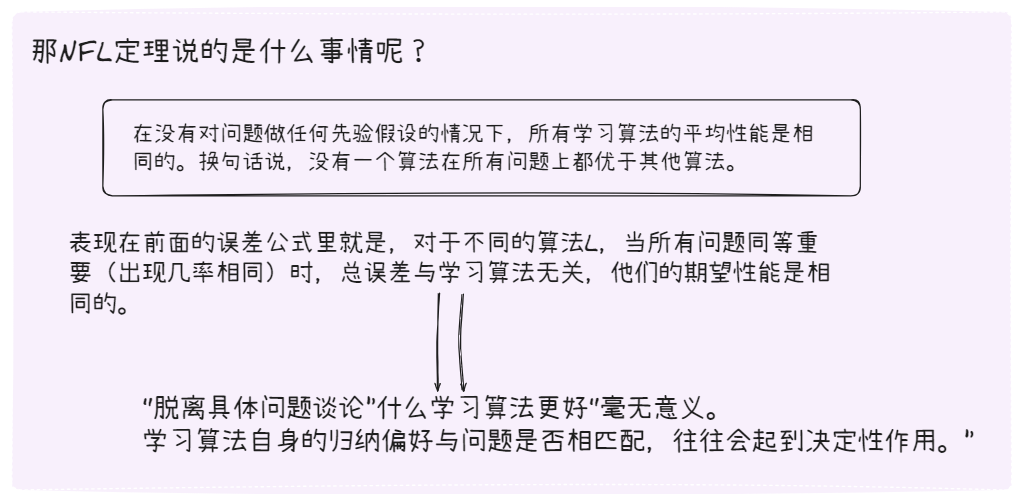 那NFL定理说的是什么事情呢？
在没有对问题做任何先验假设的情况下，所有学习算法的平均性能是相
同的。换句话说，没有一个算法在所有问题上都优于其他算法。
表现在前面的误差公式里就是，对于不同的算法L，当所有问题同等重
要（出现几率相同）时，总误差与学习算法无关，他们的期望性能是相
同的。
"脱离具体问题谈论"什么学习算法更好"毫无意义。
学习算法自身的归纳偏好与问题是否相匹配，往往会起到决定性作用。"